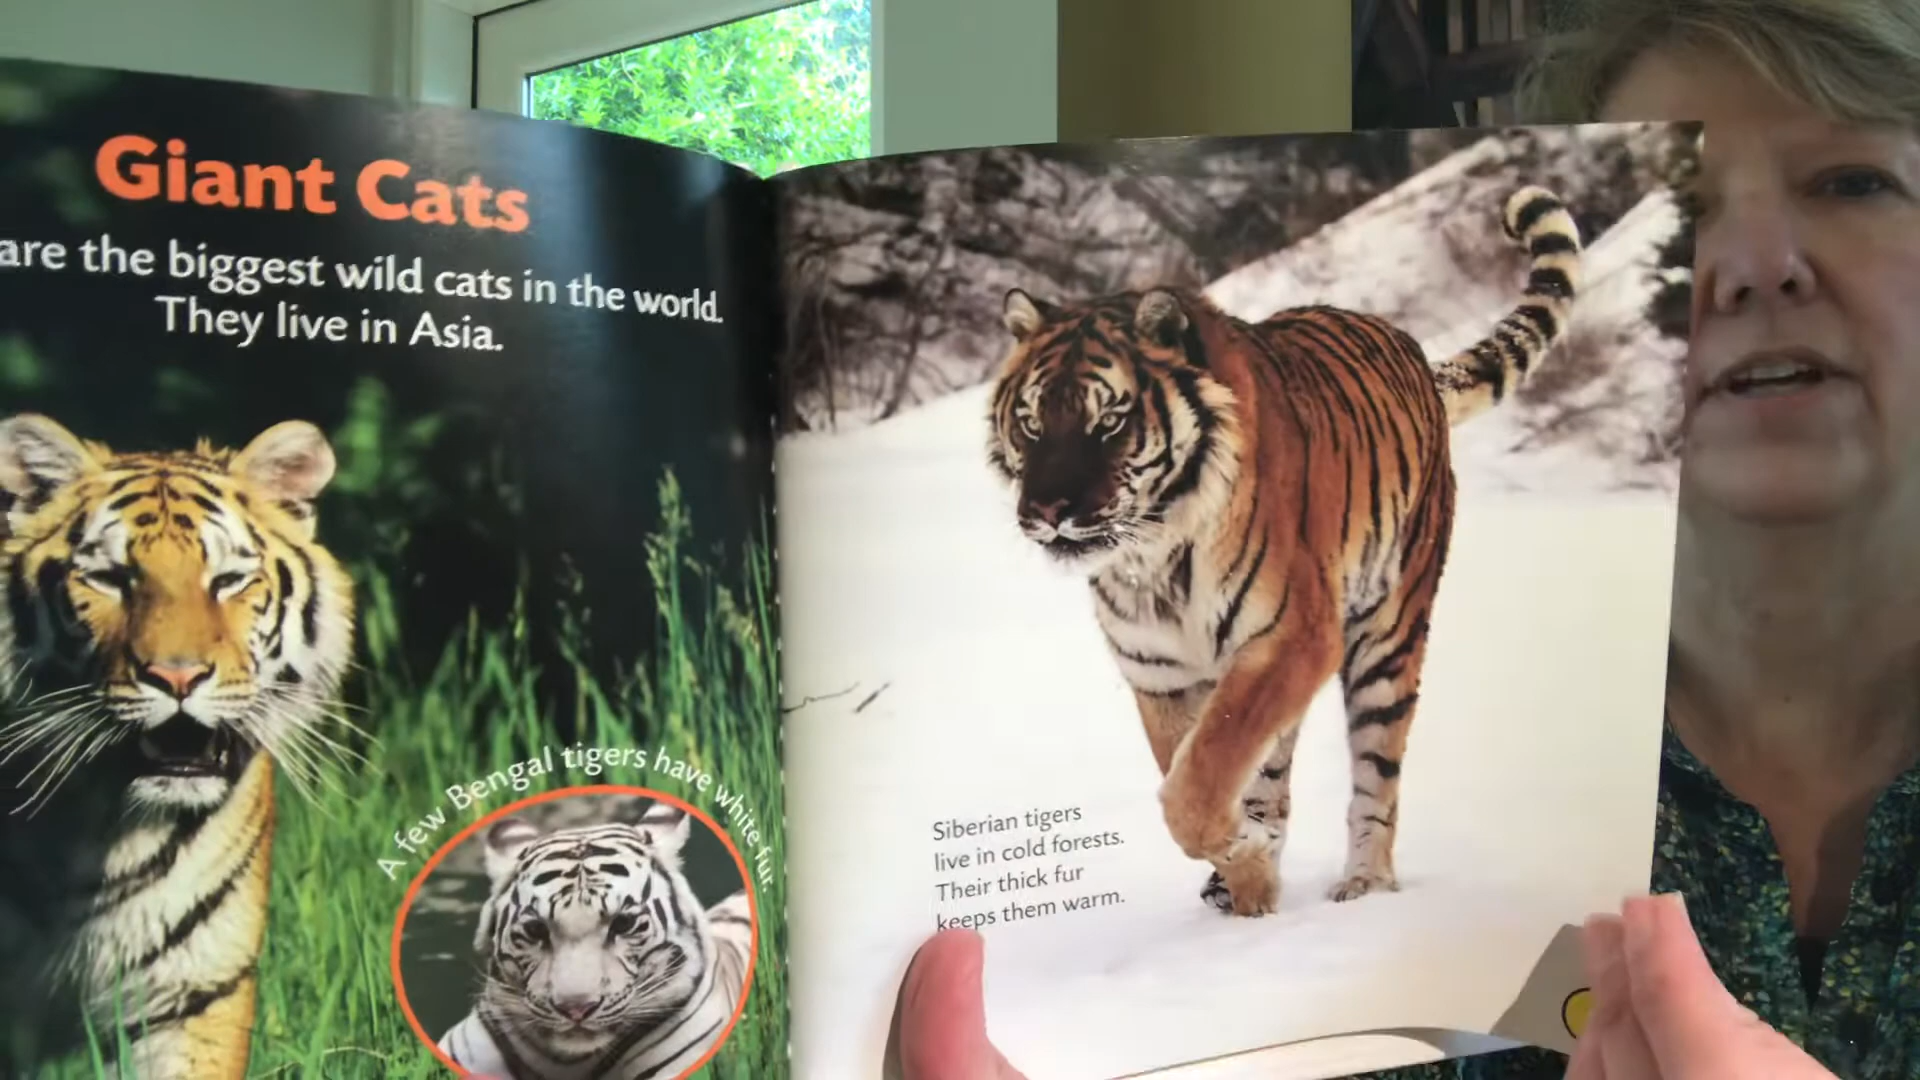 Giant Cats
are the biggest wild cats in the world.
They live in Asia.
A few Bengal tigers have white fur.
Siberian tigers
live in cold forests.
Their thick fur
keeps them warm.